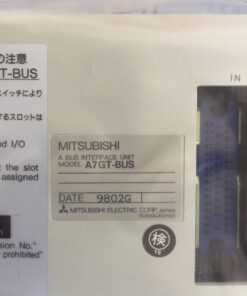 の注意
T-BUS
スイッチにより
するスロットは
nd I/O
the slot
assigned
rsion No."
prohibited"
IN
MITSUBISHI
A BUS INTERFACE UNIT
MODEL A7GT-BUS
DATE 9802G
MITSUBISHI ELECTRIC CORP. JAPAN
検